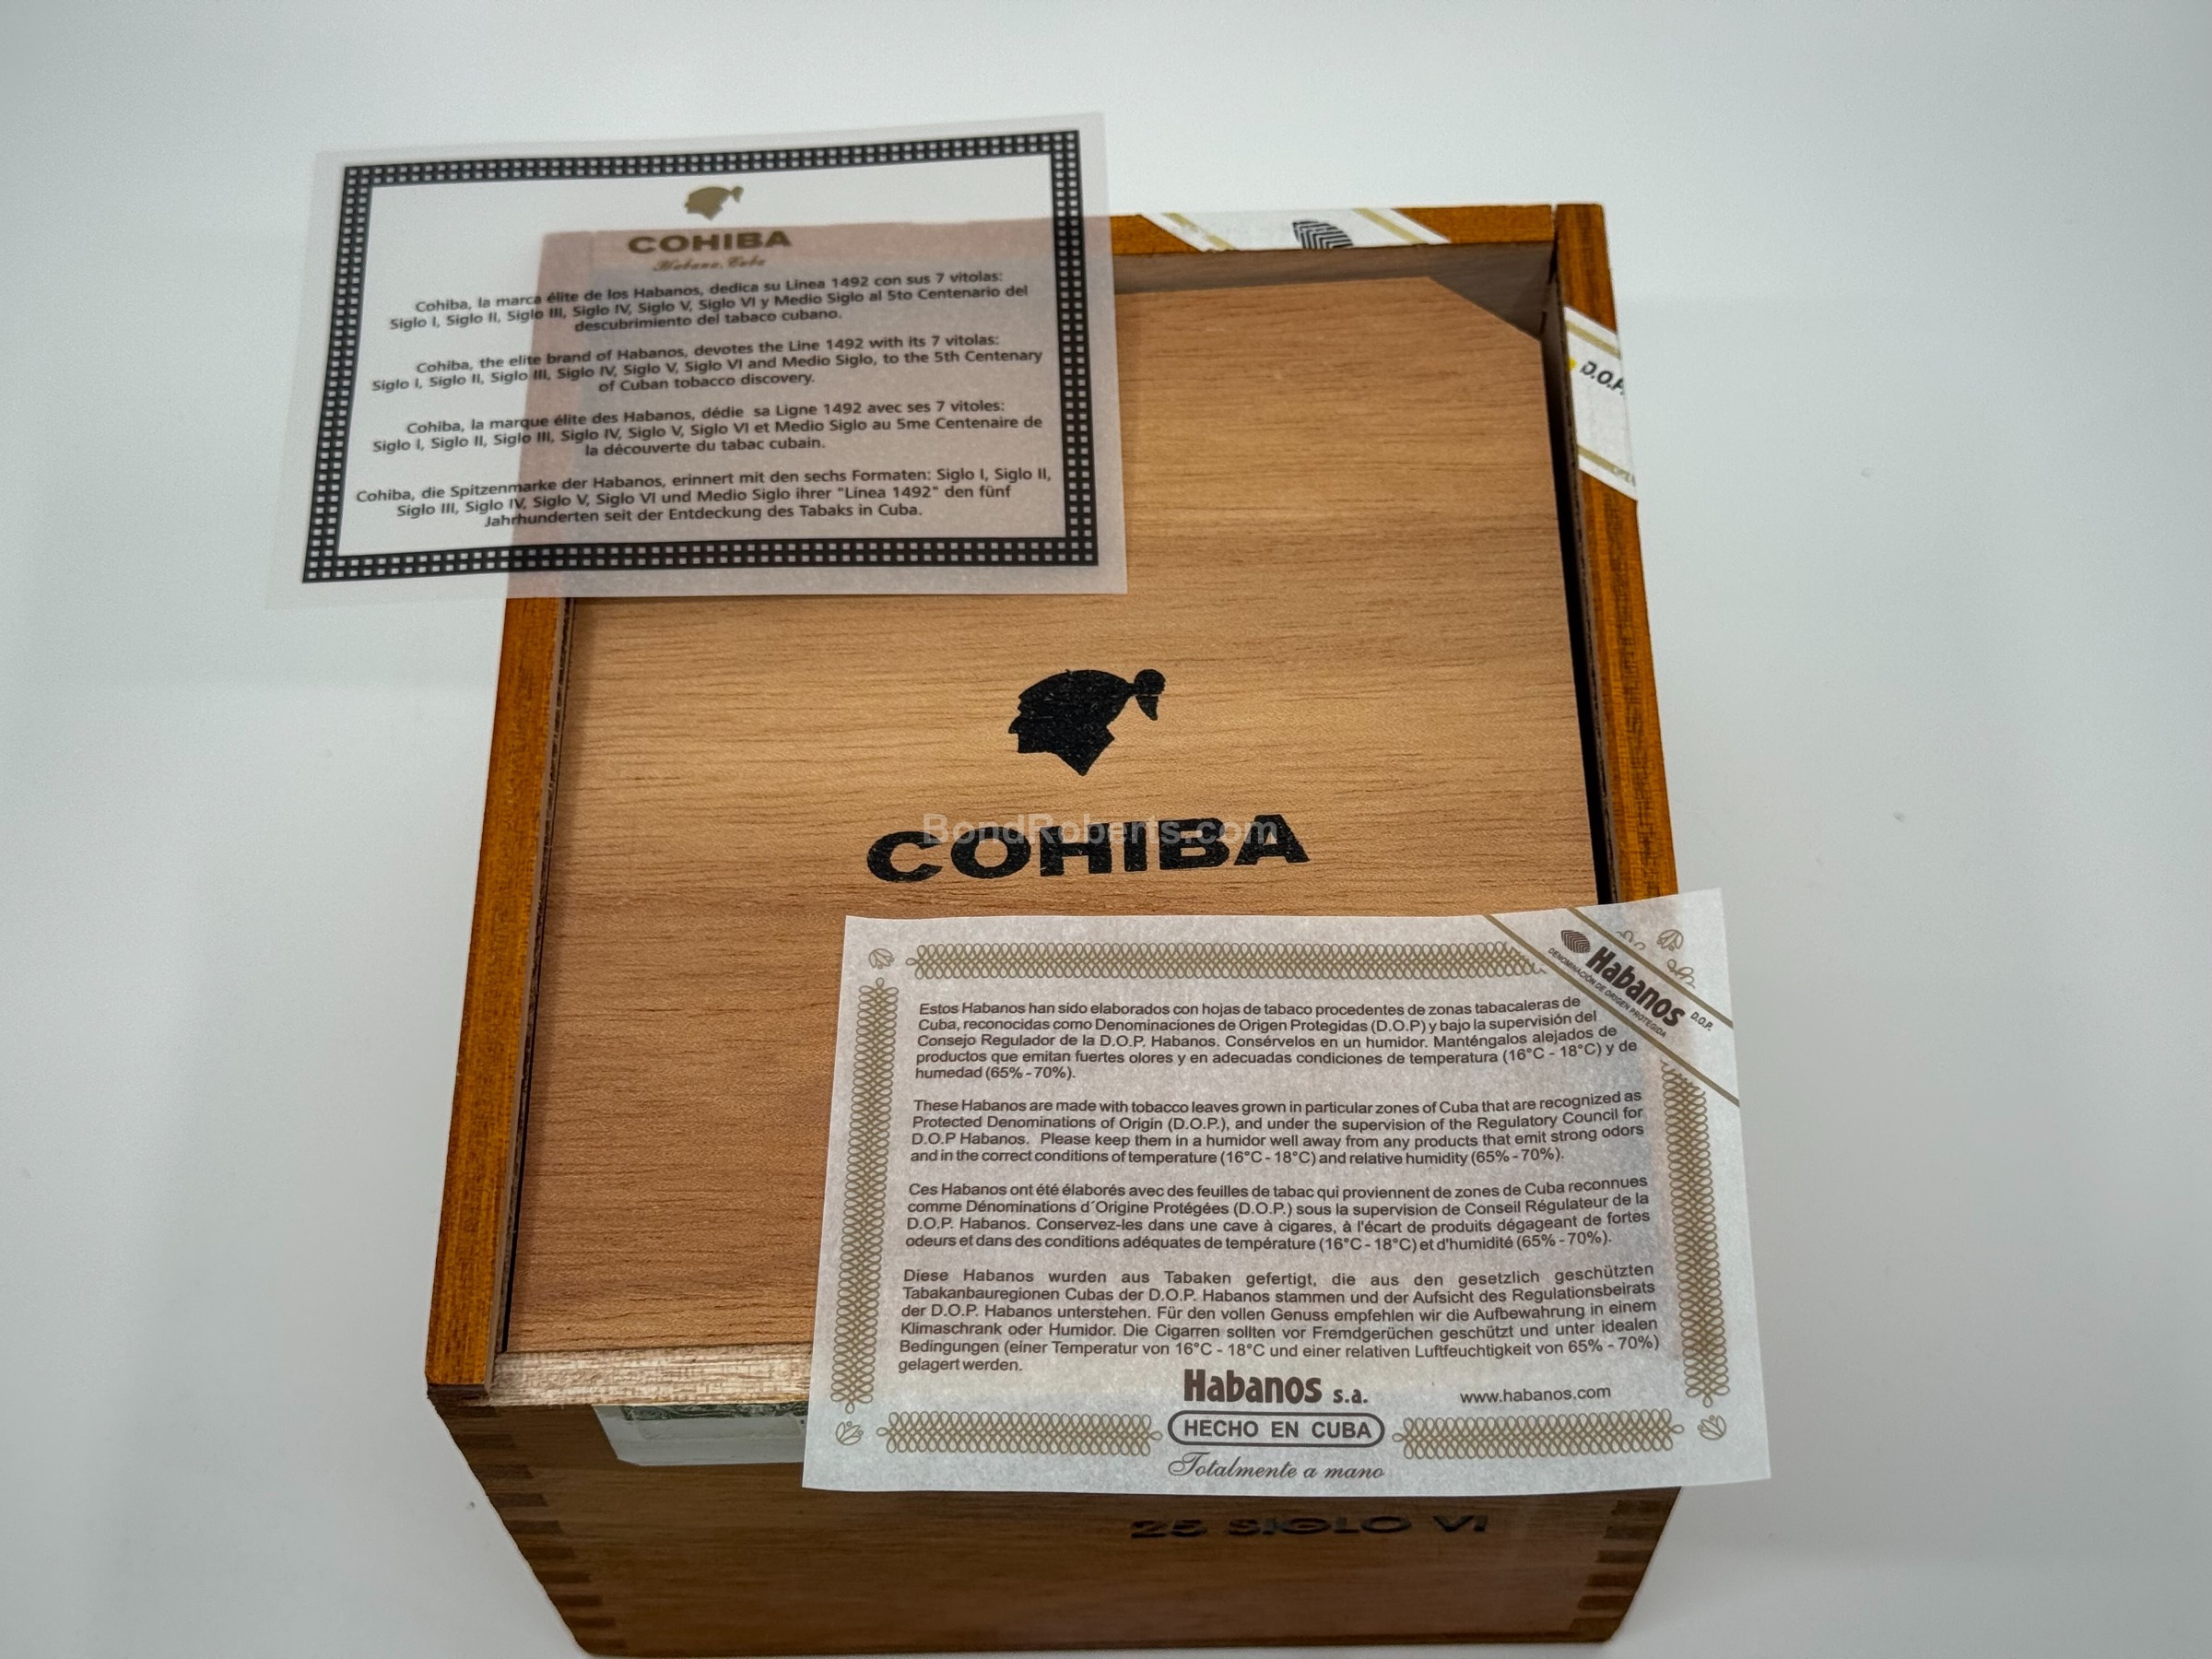 COHIBA
Habana, Cuba
Cohiba, la marca élite de los Habanos, dedica su Línea 1492 con sus 7 vitolas:
Siglo I, Siglo II, Siglo III, Siglo IV, Siglo V, Siglo VI y Medio Siglo al 5to Centenario del
descubrimiento del tabaco cubano.
Cohiba, the elite brand of Habanos, devotes the Line 1492 with its 7 vitolas:
Siglo I, Siglo II, Siglo III, Siglo IV, Siglo V, Siglo VI and Medio Siglo, to the 5th Centenary
of Cuban tobacco discovery.
Cohiba, la marque élite des Habanos, dédie sa Ligne 1492 avec ses 7 vitoles:
Siglo I, Siglo II, Siglo III, Siglo IV, Siglo V, Siglo VI et Medio Siglo au 5me Centenaire de
la découverte du tabac cubain.
Cohiba, die Spitzenmarke der Habanos, erinnert mit den sechs Formaten: Siglo I, Siglo II,
Siglo III, Siglo IV, Siglo V, Siglo VI und Medio Siglo ihrer "Línea 1492" den fünf
Jahrhunderten seit der Entdeckung des Tabaks in Cuba.
D.O.P.
BondRoberts.com
COHIBA
Habanos
DENOMINACIÓN DE ORIGEN PROTEGIDA
D.O.P.
Estos Habanos han sido elaborados con hojas de tabaco procedentes de zonas tabacaleras de
Cuba, reconocidas como Denominaciones de Origen Protegidas (D.O.P) y bajo la supervisión del
Consejo Regulador de la D.O.P. Habanos. Consérvelos en un humidor. Manténgalos alejados de
productos que emitan fuertes olores y en adecuadas condiciones de temperatura (16°C - 18°C) y de
humedad (65% - 70%).
These Habanos are made with tobacco leaves grown in particular zones of Cuba that are recognized as
Protected Denominations of Origin (D.O.P.), and under the supervision of the Regulatory Council for
D.O.P Habanos. Please keep them in a humidor well away from any products that emit strong odors
and in the correct conditions of temperature (16°C - 18°C) and relative humidity (65% - 70%).
Ces Habanos ont été élaborés avec des feuilles de tabac qui proviennent de zones de Cuba reconnues
comme Dénominations d´Origine Protégées (D.O.P.) sous la supervision de Conseil Régulateur de la
D.O.P. Habanos. Conservez-les dans une cave à cigares, à l'écart de produits dégageant de fortes
odeurs et dans des conditions adéquates de température (16°C - 18°C) et d'humidité (65% - 70%).
Diese Habanos wurden aus Tabaken gefertigt, die aus den gesetzlich geschützten
Tabakanbauregionen Cubas der D.O.P. Habanos stammen und der Aufsicht des Regulationsbeirats
der D.O.P. Habanos unterstehen. Für den vollen Genuss empfehlen wir die Aufbewahrung in einem
Klimaschrank oder Humidor. Die Cigarren sollten vor Fremdgerüchen geschützt und unter idealen
Bedingungen (einer Temperatur von 16°C - 18°C und einer relativen Luftfeuchtigkeit von 65% - 70%)
gelagert werden.
Habanos s.a.
www.habanos.com
HECHO EN CUBA
Totalmente a mano
25 SIGLO VI